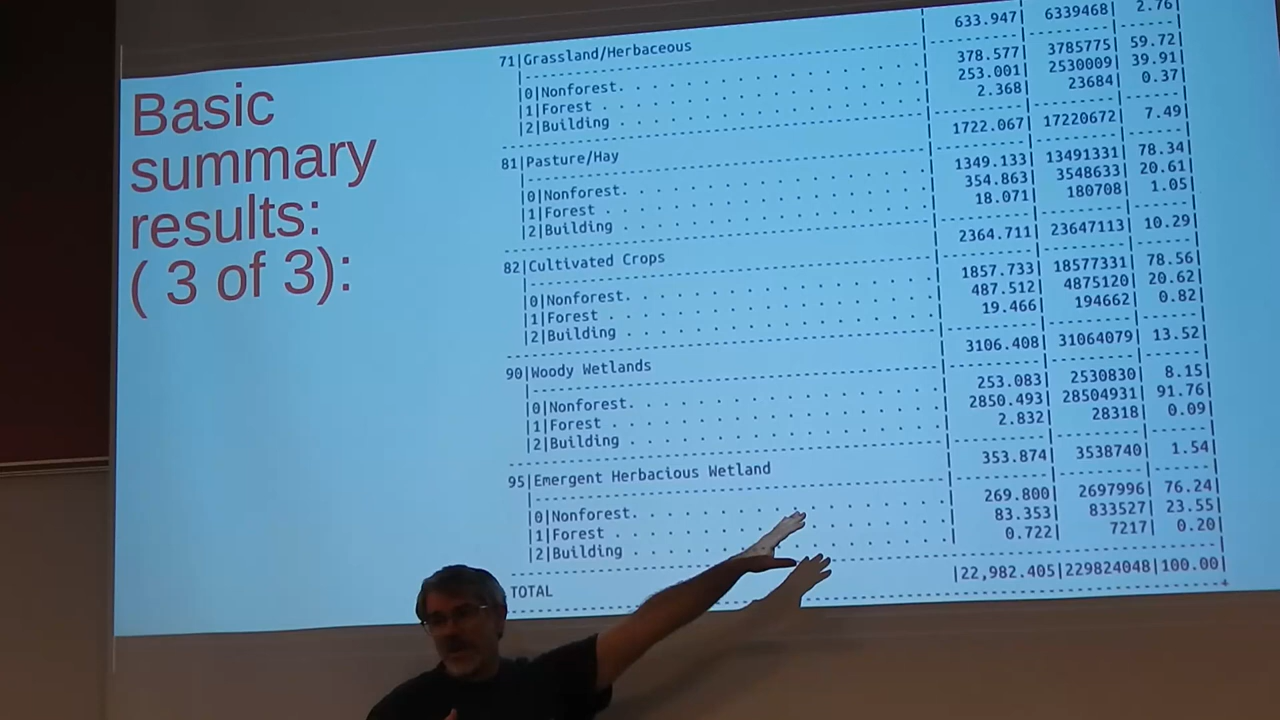 Basic
summary
results:
( 3 of 3):
71|Grassland/Herbaceous | 633.947| 6339468| 2.76|
|0|Nonforest. . . . . . . . . . . . . . . . . | 378.577| 3785775| 59.72|
|1|Forest . . . . . . . . . . . . . . . . . . | 253.001| 2530009| 39.91|
|2|Building . . . . . . . . . . . . . . . . . | 2.368| 23684| 0.37|
81|Pasture/Hay | 1722.067| 17220672| 7.49|
|0|Nonforest. . . . . . . . . . . . . . . . . | 1349.133| 13491331| 78.34|
|1|Forest . . . . . . . . . . . . . . . . . . | 354.863| 3548633| 20.61|
|2|Building . . . . . . . . . . . . . . . . . | 18.071| 180708| 1.05|
82|Cultivated Crops | 2364.711| 23647113| 10.29|
|0|Nonforest. . . . . . . . . . . . . . . . . | 1857.733| 18577331| 78.56|
|1|Forest . . . . . . . . . . . . . . . . . . | 487.512| 4875120| 20.62|
|2|Building . . . . . . . . . . . . . . . . . | 19.466| 194662| 0.82|
90|Woody Wetlands | 3106.408| 31064079| 13.52|
|0|Nonforest. . . . . . . . . . . . . . . . . | 253.083| 2530830| 8.15|
|1|Forest . . . . . . . . . . . . . . . . . . | 2850.493| 28504931| 91.76|
|2|Building . . . . . . . . . . . . . . . . . | 2.832| 28318| 0.09|
95|Emergent Herbacious Wetland | 353.874| 3538740| 1.54|
|0|Nonforest. . . . . . . . . . . . . . . . . | 269.800| 2697996| 76.24|
|1|Forest . . . . . . . . . . . . . . . . . . | 83.353| 833527| 23.55|
|2|Building . . . . . . . . . . . . . . . . . | 0.722| 7217| 0.20|
TOTAL |22,982.405|229824048|100.00|